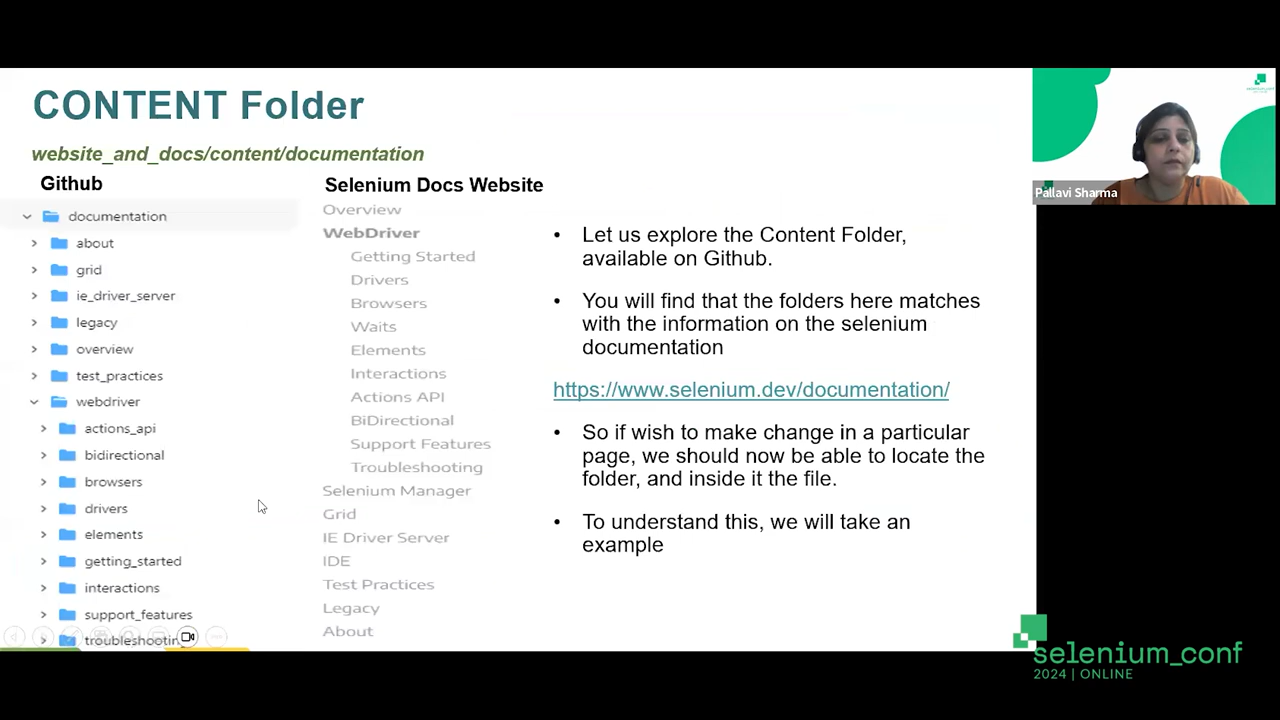 CONTENT Folder
website_and_docs/content/documentation
Github
documentation
about
grid
ie_driver_server
legacy
overview
test_practices
webdriver
actions_api
bidirectional
browsers
drivers
elements
getting_started
interactions
support_features
troubleshootin
Selenium Docs Website
Overview
WebDriver
Getting Started
Drivers
Browsers
Waits
Elements
Interactions
Actions API
BiDirectional
Support Features
Troubleshooting
Selenium Manager
Grid
IE Driver Server
IDE
Test Practices
Legacy
About
• Let us explore the Content Folder,
available on Github.
• You will find that the folders here matches
with the information on the selenium
documentation
https://www.selenium.dev/documentation/
• So if wish to make change in a particular
page, we should now be able to locate the
folder, and inside it the file.
• To understand this, we will take an
example
Pallavi Sharma
selenium_conf
2024 | ONLINE